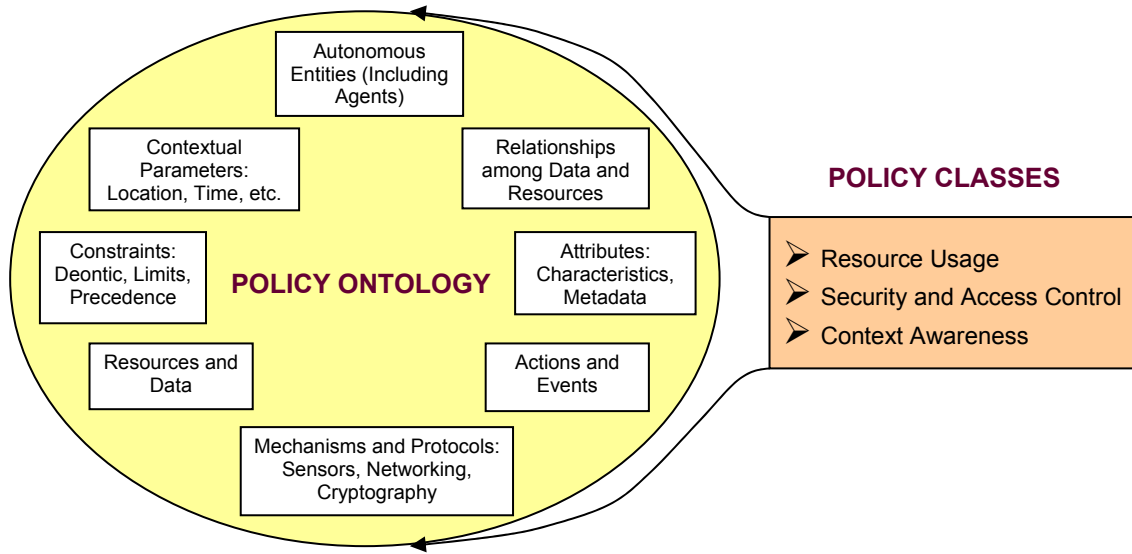 Autonomous
Entities (Including
Agents)
Contextual
Parameters:
Location, Time, etc.
Relationships
among Data and
Resources
Constraints:
Deontic, Limits,
Precedence
POLICY ONTOLOGY
Attributes:
Characteristics,
Metadata
Resources and
Data
Actions and
Events
Mechanisms and Protocols:
Sensors, Networking,
Cryptography
POLICY CLASSES
Resource Usage
Security and Access Control
Context Awareness